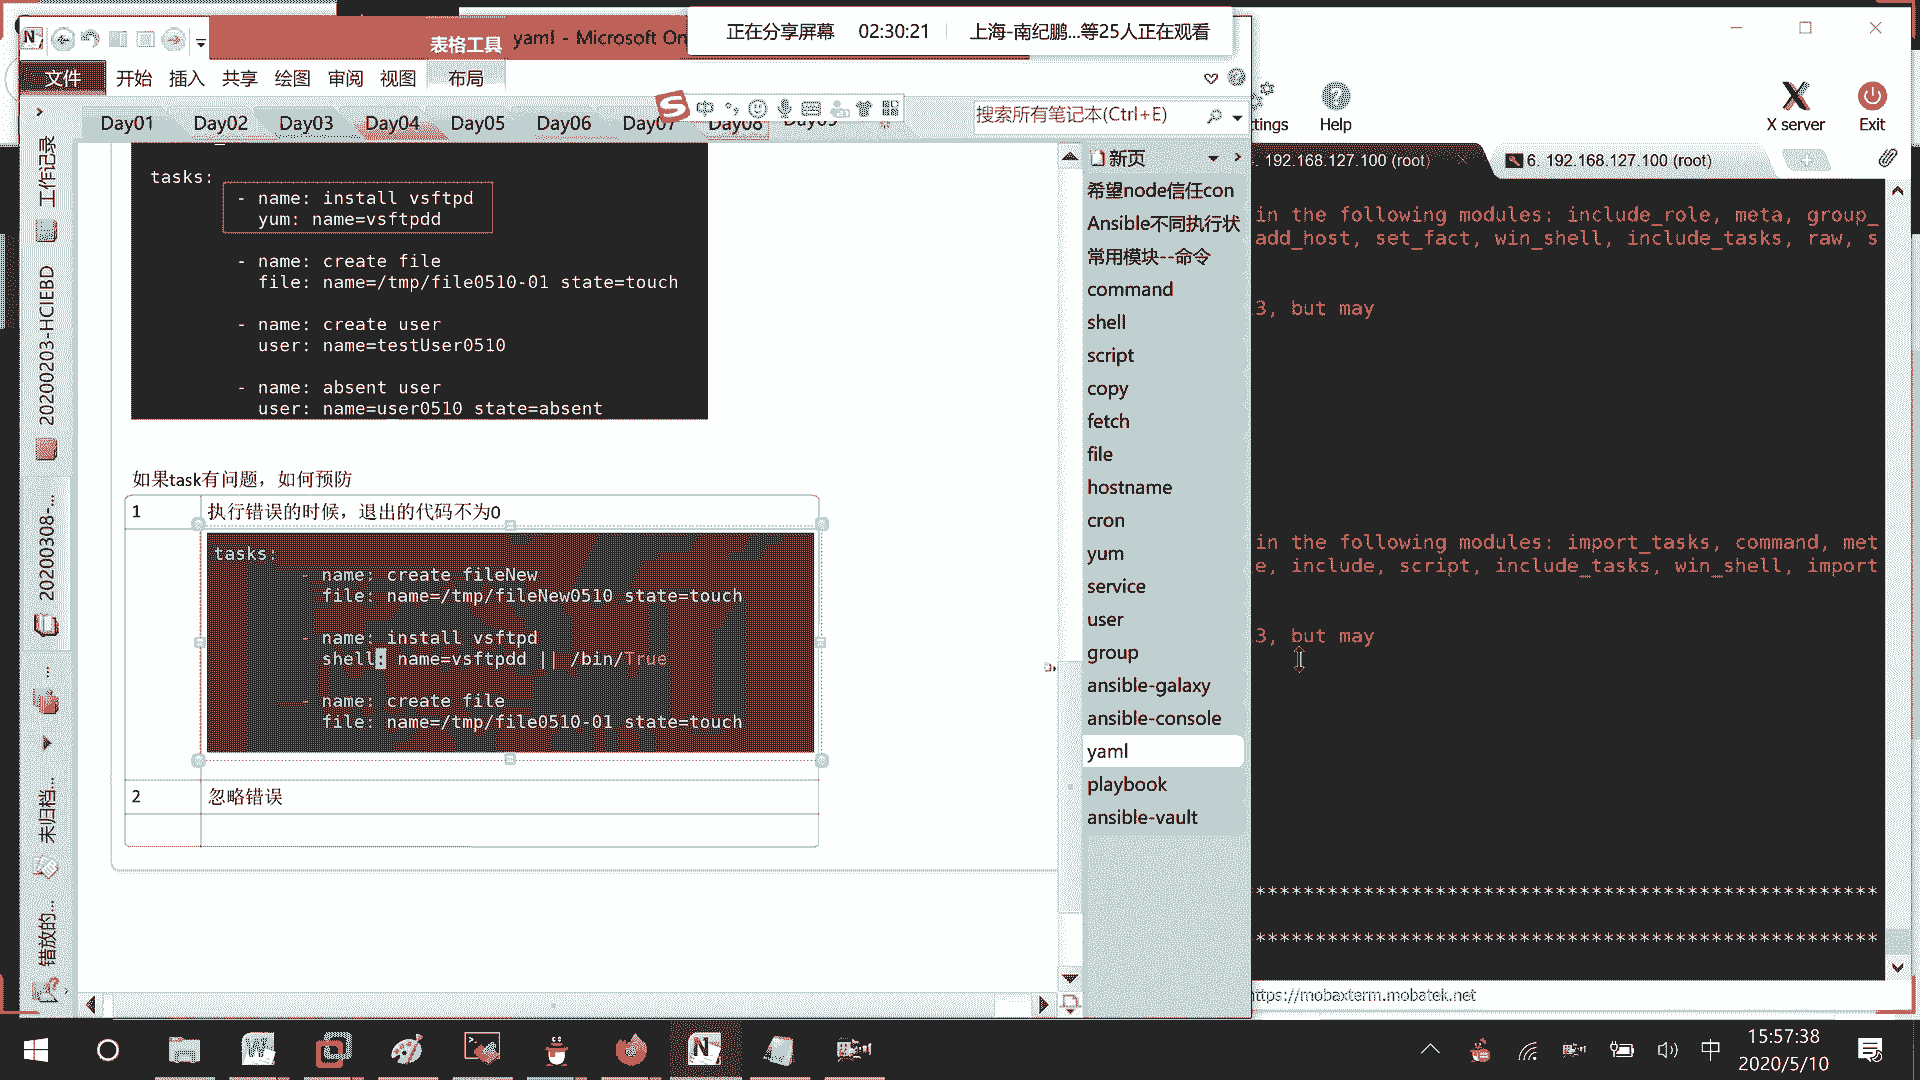 表格工具
yaml - Microsoft On
正在分享屏幕 02:30:21 上海-南纪鹏...等25人正在观看
文件 开始 插入 共享 绘图 审阅 视图 布局
Day01 Day02 Day03 Day04 Day05 Day06 Day07 Day08
中
搜索所有笔记本(Ctrl+E)
工作记录
20200203-HCIEBD
20200308-...
未归档...
错放的...
tasks:
- name: install vsftpd
yum: name=vsftpdd
- name: create file
file: name=/tmp/file0510-01 state=touch
- name: create user
user: name=testUser0510
- name: absent user
user: name=user0510 state=absent
如果task有问题，如何预防
1 执行错误的时候，退出的代码不为0
tasks:
- name: create fileNew
file: name=/tmp/fileNew0510 state=touch
- name: install vsftpd
shell: name=vsftpdd || /bin/True
- name: create file
file: name=/tmp/file0510-01 state=touch
2 忽略错误
新页
希望node信任con
Ansible不同执行状
常用模块--命令
command
shell
script
copy
fetch
file
hostname
cron
yum
service
user
group
ansible-galaxy
ansible-console
yaml
playbook
ansible-vault
tings Help X server Exit
192.168.127.100 (root) 6. 192.168.127.100 (root)
in the following modules: include_role, meta, group_
add_host, set_fact, win_shell, include_tasks, raw, s
3, but may
in the following modules: import_tasks, command, met
e, include, script, include_tasks, win_shell, import
3, but may
******************************************************
******************************************************
https://mobaxterm.mobatek.net
中
15:57:38
2020/5/10